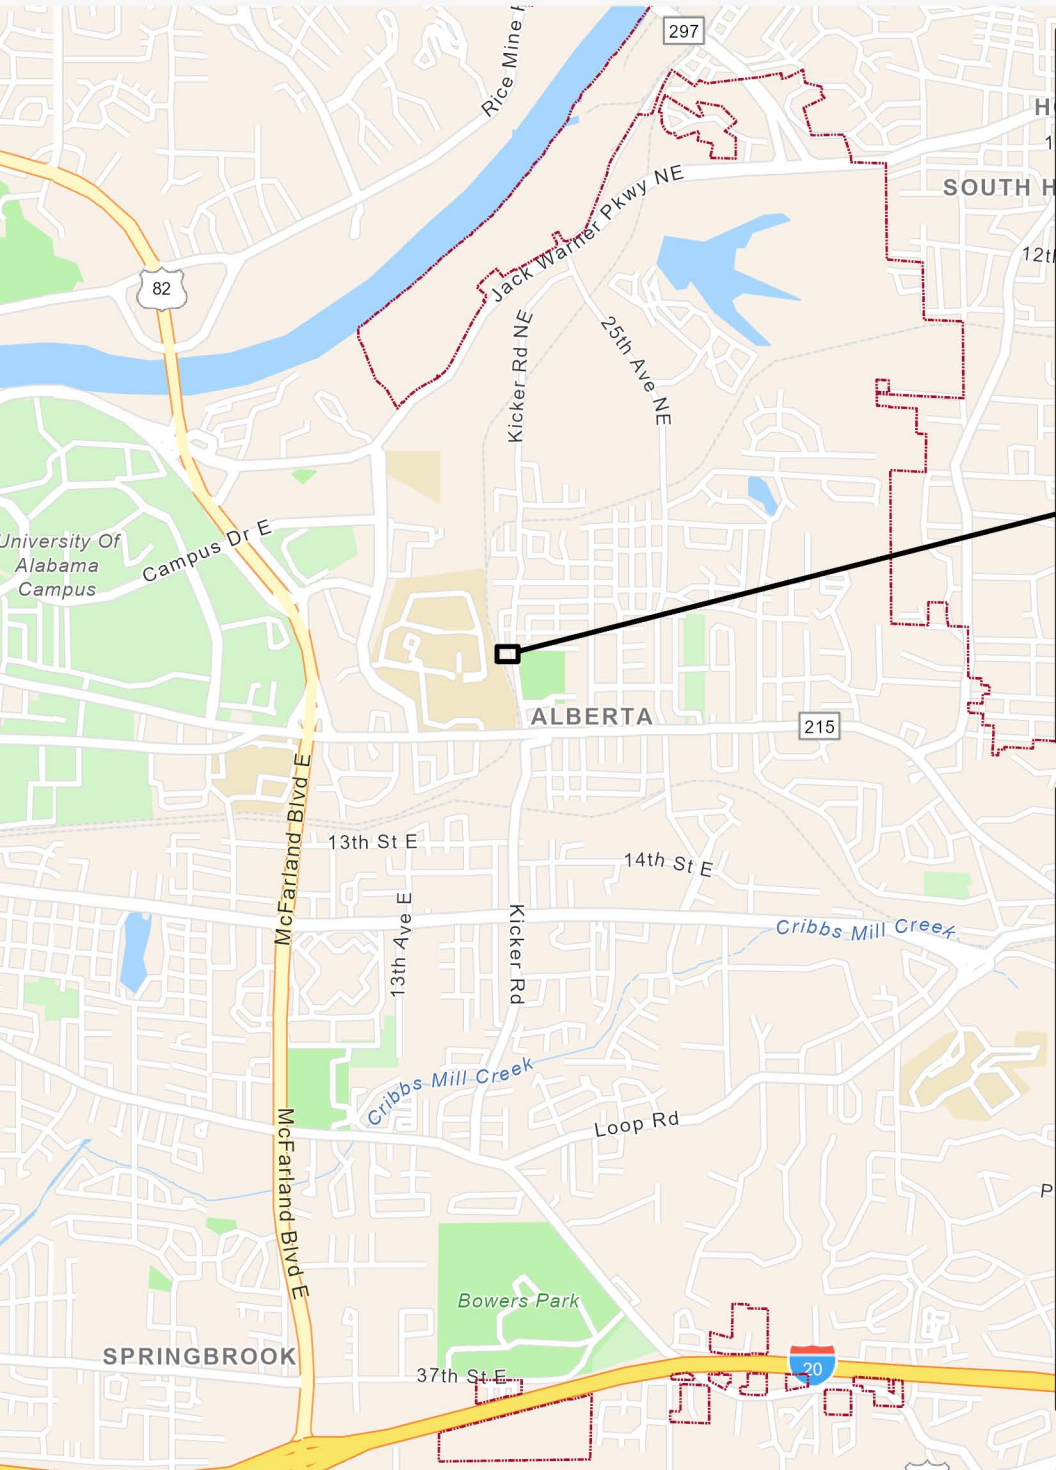 297
Rice Mine
H
1
SOUTH H
12th
82
Jack Warner Pkwy NE
Kicker Rd NE
25th Ave NE
University Of
Alabama
Campus
Campus Dr E
ALBERTA
215
McFarland Blvd E
13th St E
14th St E
13th Ave E
Kicker Rd
Cribbs Mill Creek
Cribbs Mill Creek
Loop Rd
McFarland Blvd E
P
Bowers Park
SPRINGBROOK
37th St E
20